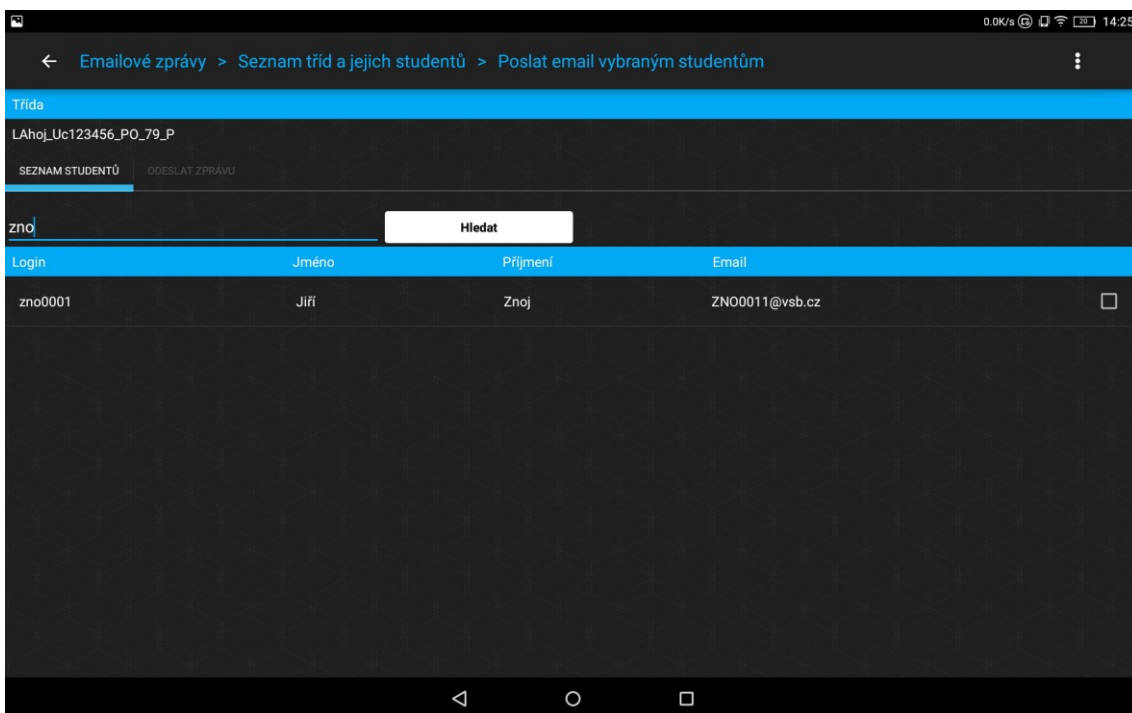 0.0K/s 20 14:25
Emailové zprávy > Seznam tříd a jejich studentů > Poslat email vybraným studentům
Třída
LAhoj_Uc123456_PO_79_P
SEZNAM STUDENTŮ ODESLAT ZPRÁVU
zno Hledat
Login Jméno Příjmení Email
zno0001 Jiří Znoj ZNO0011@vsb.cz